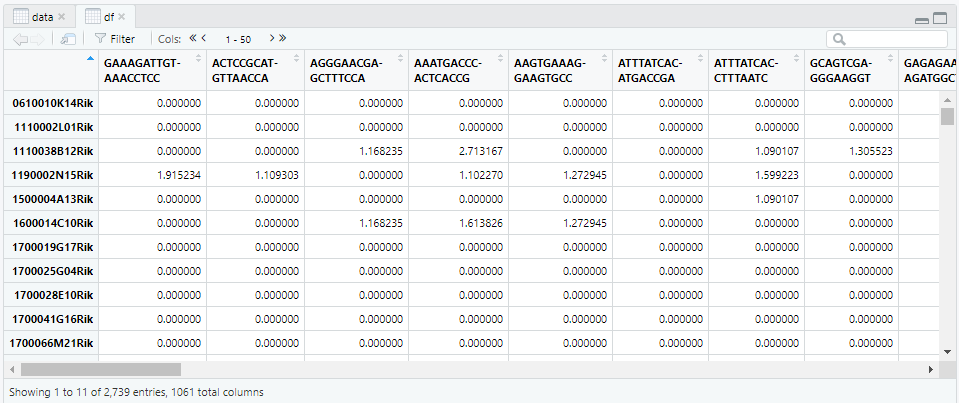 data df
Filter Cols: 1 - 50
GAAAGATTGT- ACTCCGCAT- AGGGAACGA- AAATGACCC- AAGTGAAAG- ATTTATCAC- ATTTATCAC- GCAGTCGA- GAGAGAA
AAACCTCC GTTAACCA GCTTTCCA ACTCACCG GAAGTGCC ATGACCGA CTTTAATC GGGAAGGT AGATGGC
0610010K14Rik 0.000000 0.000000 0.000000 0.000000 0.000000 0.000000 0.000000 0.000000
1110002L01Rik 0.000000 0.000000 0.000000 0.000000 0.000000 0.000000 0.000000 0.000000
1110038B12Rik 0.000000 0.000000 1.168235 2.713167 0.000000 0.000000 1.090107 1.305523
1190002N15Rik 1.915234 1.109303 0.000000 1.102270 1.272945 0.000000 1.599223 0.000000
1500004A13Rik 0.000000 0.000000 0.000000 0.000000 0.000000 0.000000 1.090107 0.000000
1600014C10Rik 0.000000 0.000000 1.168235 1.613826 1.272945 0.000000 0.000000 0.000000
1700019G17Rik 0.000000 0.000000 0.000000 0.000000 0.000000 0.000000 0.000000 0.000000
1700025G04Rik 0.000000 0.000000 0.000000 0.000000 0.000000 0.000000 0.000000 0.000000
1700028E10Rik 0.000000 0.000000 0.000000 0.000000 0.000000 0.000000 0.000000 0.000000
1700041G16Rik 0.000000 0.000000 0.000000 0.000000 0.000000 0.000000 0.000000 0.000000
1700066M21Rik 0.000000 0.000000 0.000000 0.000000 0.000000 0.000000 0.000000 0.000000
Showing 1 to 11 of 2,739 entries, 1061 total columns